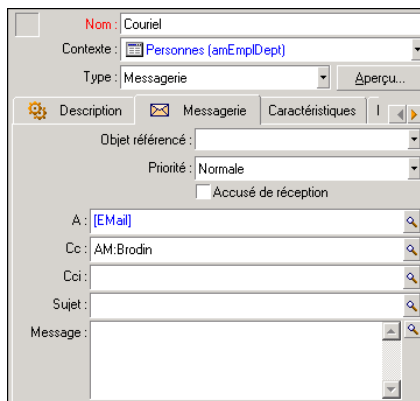 Nom : Couriel
Contexte : Personnes (amEmplDept)
Type : Messagerie Aperçu...
Description Messagerie Caractéristiques
Objet référencé :
Priorité : Normale
Accusé de réception
A : [EMail]
Cc : AM:Brodin
Cci :
Sujet :
Message :